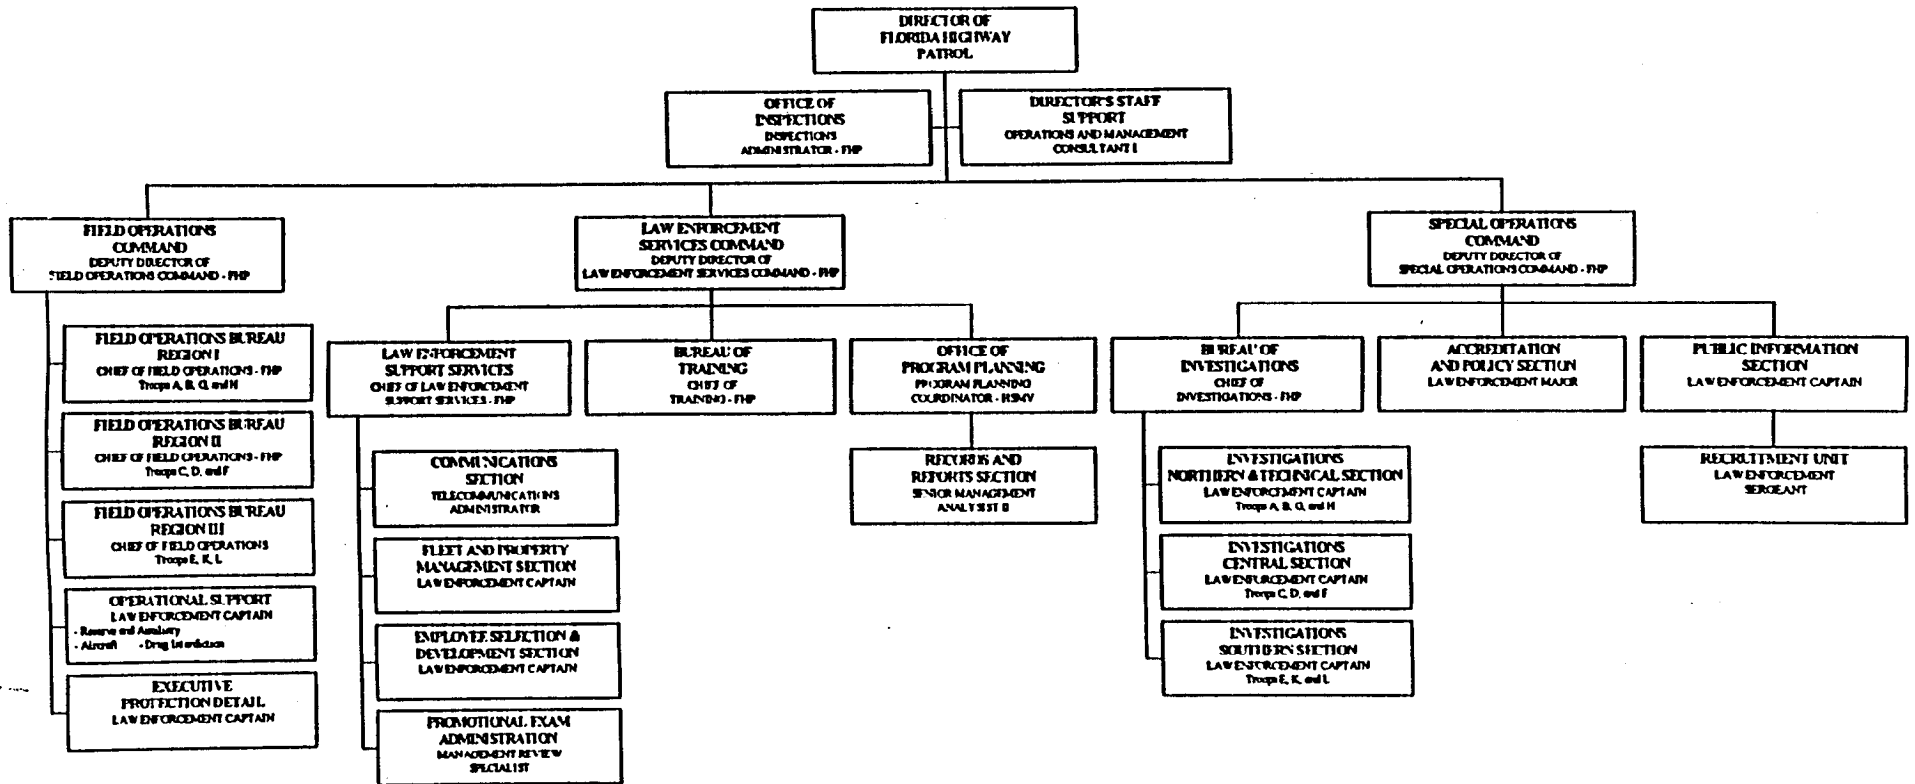 DIRECTOR OF
FLORIDA HIGHWAY
PATROL
OFFICE OF
INSPECTIONS
INSPECTIONS
ADMINISTRATOR - FHP
DIRECTOR'S STAFF
SUPPORT
OPERATIONS AND MANAGEMENT
CONSULTANT I
FIELD OPERATIONS
COMMAND
DEPUTY DIRECTOR OF
FIELD OPERATIONS COMMAND - FHP
LAW ENFORCEMENT
SERVICES COMMAND
DEPUTY DIRECTOR OF
LAW ENFORCEMENT SERVICES COMMAND - FHP
SPECIAL OPERATIONS
COMMAND
DEPUTY DIRECTOR OF
SPECIAL OPERATIONS COMMAND - FHP
FIELD OPERATIONS BUREAU
REGION I
CHIEF OF FIELD OPERATIONS - FHP
Troops A, B, G, and H
FIELD OPERATIONS BUREAU
REGION II
CHIEF OF FIELD OPERATIONS - FHP
Troops C, D, and F
FIELD OPERATIONS BUREAU
REGION III
CHIEF OF FIELD OPERATIONS
Troops E, K, L
OPERATIONAL SUPPORT
LAW ENFORCEMENT CAPTAIN
- Reserve and Auxiliary
- Aircraft - Drug Interdiction
EXECUTIVE
PROTECTION DETAIL
LAW ENFORCEMENT CAPTAIN
LAW ENFORCEMENT
SUPPORT SERVICES
CHIEF OF LAW ENFORCEMENT
SUPPORT SERVICES - FHP
BUREAU OF
TRAINING
CHIEF OF
TRAINING - FHP
OFFICE OF
PROGRAM PLANNING
PROGRAM PLANNING
COORDINATOR - HSMV
COMMUNICATIONS
SECTION
TELECOMMUNICATIONS
ADMINISTRATOR
FLEET AND PROPERTY
MANAGEMENT SECTION
LAW ENFORCEMENT CAPTAIN
EMPLOYEE SELECTION &
DEVELOPMENT SECTION
LAW ENFORCEMENT CAPTAIN
PROMOTIONAL EXAM
ADMINISTRATION
MANAGEMENT REVIEW
SPECIALIST
RECORDS AND
REPORTS SECTION
SENIOR MANAGEMENT
ANALYSIST II
BUREAU OF
INVESTIGATIONS
CHIEF OF
INVESTIGATIONS - FHP
ACCREDITATION
AND POLICY SECTION
LAW ENFORCEMENT MAJOR
PUBLIC INFORMATION
SECTION
LAW ENFORCEMENT CAPTAIN
INVESTIGATIONS
NORTHERN & TECHNICAL SECTION
LAW ENFORCEMENT CAPTAIN
Troops A, B, G, and H
INVESTIGATIONS
CENTRAL SECTION
LAW ENFORCEMENT CAPTAIN
Troops C, D, and F
INVESTIGATIONS
SOUTHERN SECTION
LAW ENFORCEMENT CAPTAIN
Troops E, K, and L
RECRUITMENT UNIT
LAW ENFORCEMENT
SERGEANT